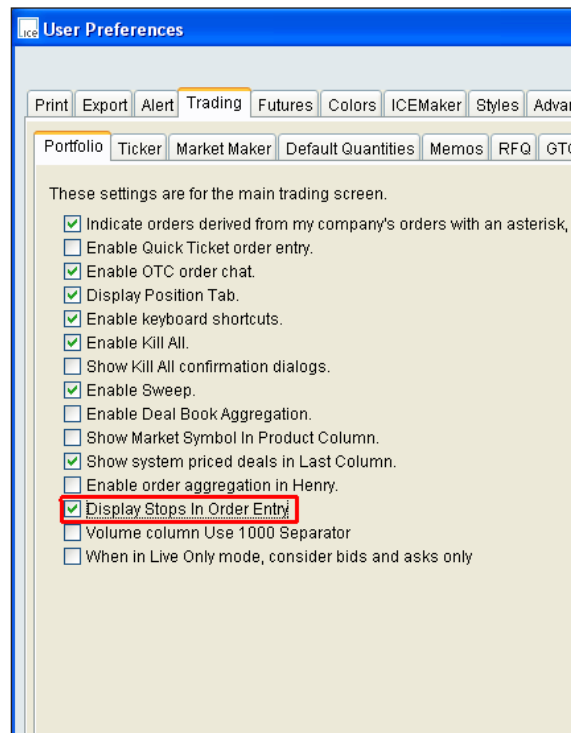 ice User Preferences
Print Export Alert Trading Futures Colors ICEMaker Styles
Portfolio Ticker Market Maker Default Quantities Memos RFQ
These settings are for the main trading screen.
Indicate orders derived from my company's orders with an asterisk,
Enable Quick Ticket order entry.
Enable OTC order chat.
Display Position Tab.
Enable keyboard shortcuts.
Enable Kill All.
Show Kill All confirmation dialogs.
Enable Sweep.
Enable Deal Book Aggregation.
Show Market Symbol In Product Column.
Show system priced deals in Last Column.
Enable order aggregation in Henry.
Display Stops In Order Entry
Volume column Use 1000 Separator
When in Live Only mode, consider bids and asks only